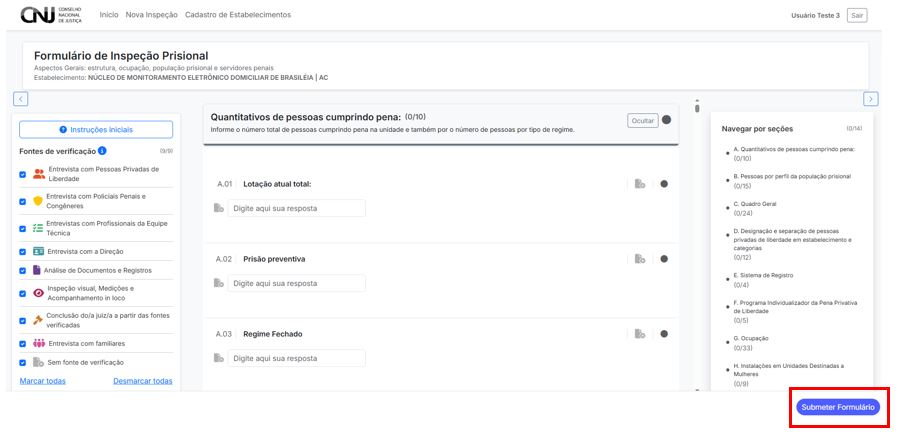 CNJ CONSELHO NACIONAL DE JUSTIÇA
Início Nova Inspeção Cadastro de Estabelecimentos
Usuário Teste 3 Sair
Formulário de Inspeção Prisional
Aspectos Gerais: estrutura, ocupação, população prisional e servidores penais
Estabelecimento: NÚCLEO DE MONITORAMENTO ELETRÔNICO DOMICILIAR DE BRASILÉIA | AC
Instruções iniciais
Fontes de verificação (9/9)
Entrevista com Pessoas Privadas de
Liberdade
Entrevista com Policiais Penais e
Congêneres
Entrevistas com Profissionais da Equipe
Técnica
Entrevista com a Direção
Análise de Documentos e Registros
Inspeção visual, Medições e
Acompanhamento in loco
Conclusão do/a juiz/a a partir das fontes
verificadas
Entrevista com familiares
Sem fonte de verificação
Marcar todas Desmarcar todas
Quantitativos de pessoas cumprindo pena: (0/10)
Informe o número total de pessoas cumprindo pena na unidade e também por o número de pessoas por tipo de regime.
Ocultar
A.01 Lotação atual total:
Digite aqui sua resposta
A.02 Prisão preventiva
Digite aqui sua resposta
A.03 Regime Fechado
Digite aqui sua resposta
Navegar por seções (0/14)
A. Quantitativos de pessoas cumprindo pena:
(0/10)
B. Pessoas por perfil da população prisional
(0/15)
C. Quadro Geral
(0/24)
D. Designação e separação de pessoas
privadas de liberdade em estabelecimento e
categorias
(0/12)
E. Sistema de Registro
(0/4)
F. Programa Individualizador da Pena Privativa
de Liberdade
(0/5)
G. Ocupação
(0/33)
H. Instalações em Unidades Destinadas a
Mulheres
(0/9)
Submeter Formulário